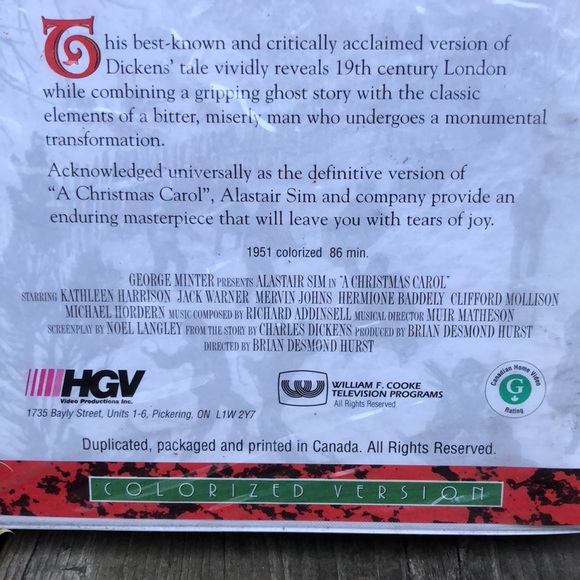 This best-known and critically acclaimed version of
Dickens' tale vividly reveals 19th century London
while combining a gripping ghost story with the classic
elements of a bitter, miserly man who undergoes a monumental
transformation.
Acknowledged universally as the definitive version of
"A Christmas Carol", Alastair Sim and company provide an
enduring masterpiece that will leave you with tears of joy.
1951 colorized 86 min.
GEORGE MINTER PRESENTS ALASTAIR SIM IN "A CHRISTMAS CAROL"
STARRING KATHLEEN HARRISON JACK WARNER MERVIN JOHNS HERMIONE BADDELY CLIFFORD MOLLISON
MICHAEL HORDERN MUSIC COMPOSED BY RICHARD ADDINSELL MUSICAL DIRECTOR MUIR MATHESON
SCREENPLAY BY NOEL LANGLEY FROM THE STORY BY CHARLES DICKENS PRODUCED BY BRIAN DESMOND HURST
DIRECTED BY BRIAN DESMOND HURST
HGV
Video Productions Inc.
1735 Bayly Street, Units 1-6, Pickering, ON L1W 2Y7
WILLIAM F. COOKE
TELEVISION PROGRAMS
All Rights Reserved
Canadian Home Video
G
Rating
Duplicated, packaged and printed in Canada. All Rights Reserved.
COLORIZED VERSION